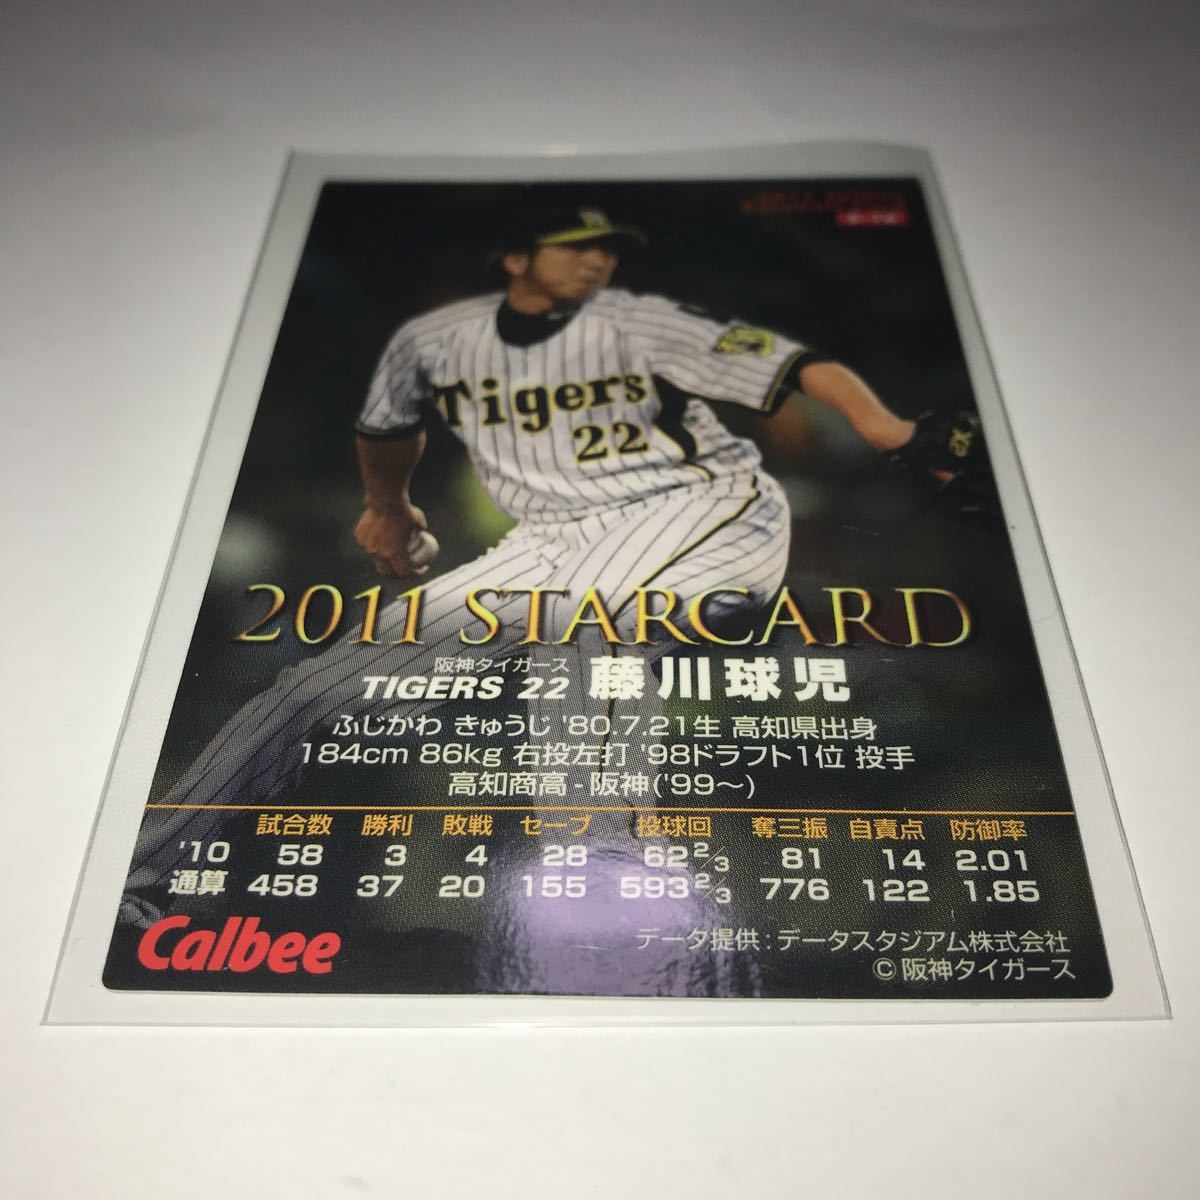 Tigers
22
2011 STARCARD
阪神タイガース
TIGERS 22 藤川球児
ふじかわ きゅうじ '80.7.21生 高知県出身
184cm 86kg 右投左打 '98ドラフト1位 投手
高知商高 - 阪神('99〜)
試合数 勝利 敗戦 セーブ 投球回 奪三振 自責点 防御率
'10 58 3 4 28 62 2/3 81 14 2.01
通算 458 37 20 155 593 2/3 776 122 1.85
Calbee
データ提供:データスタジアム株式会社
©阪神タイガース